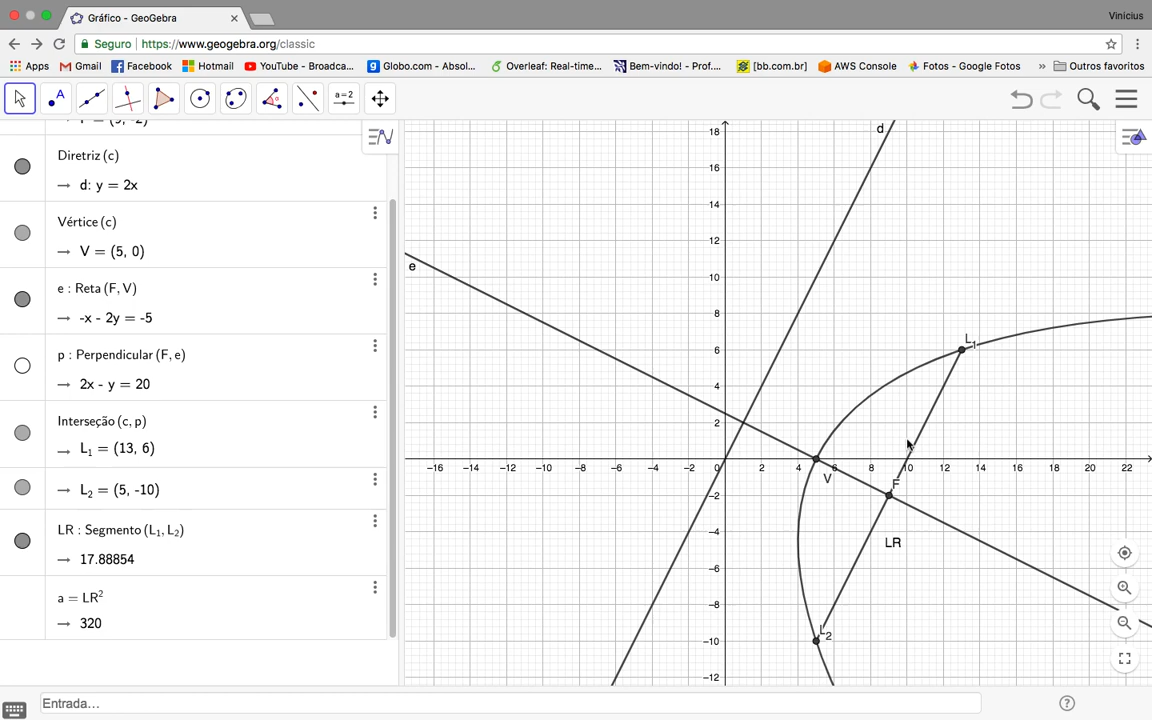 Gráfico - GeoGebra
Vinícius
Seguro https://www.geogebra.org/classic
Apps Gmail Facebook Hotmail YouTube - Broadca... Globo.com - Absol... Overleaf: Real-time... Bem-vindo! - Prof.... [bb.com.br] AWS Console Fotos - Google Fotos » Outros favoritos
A a=2
Diretriz (c)
→ d: y = 2x
Vértice (c)
→ V = (5, 0)
e : Reta (F, V)
→ -x - 2y = -5
p : Perpendicular (F, e)
→ 2x - y = 20
Interseção (c, p)
→ L₁ = (13, 6)
→ L₂ = (5, -10)
LR : Segmento (L₁, L₂)
→ 17.88854
a = LR²
→ 320
d
e
18
16
14
12
10
8
6
4
2
−16 −14 −12 −10 −8 −6 −4 −2 0 2 4 6 8 10 12 14 16 18 20 22
−2
−4
−6
−8
−10
−12
L₁
V
F
LR
L₂
Entrada...
?